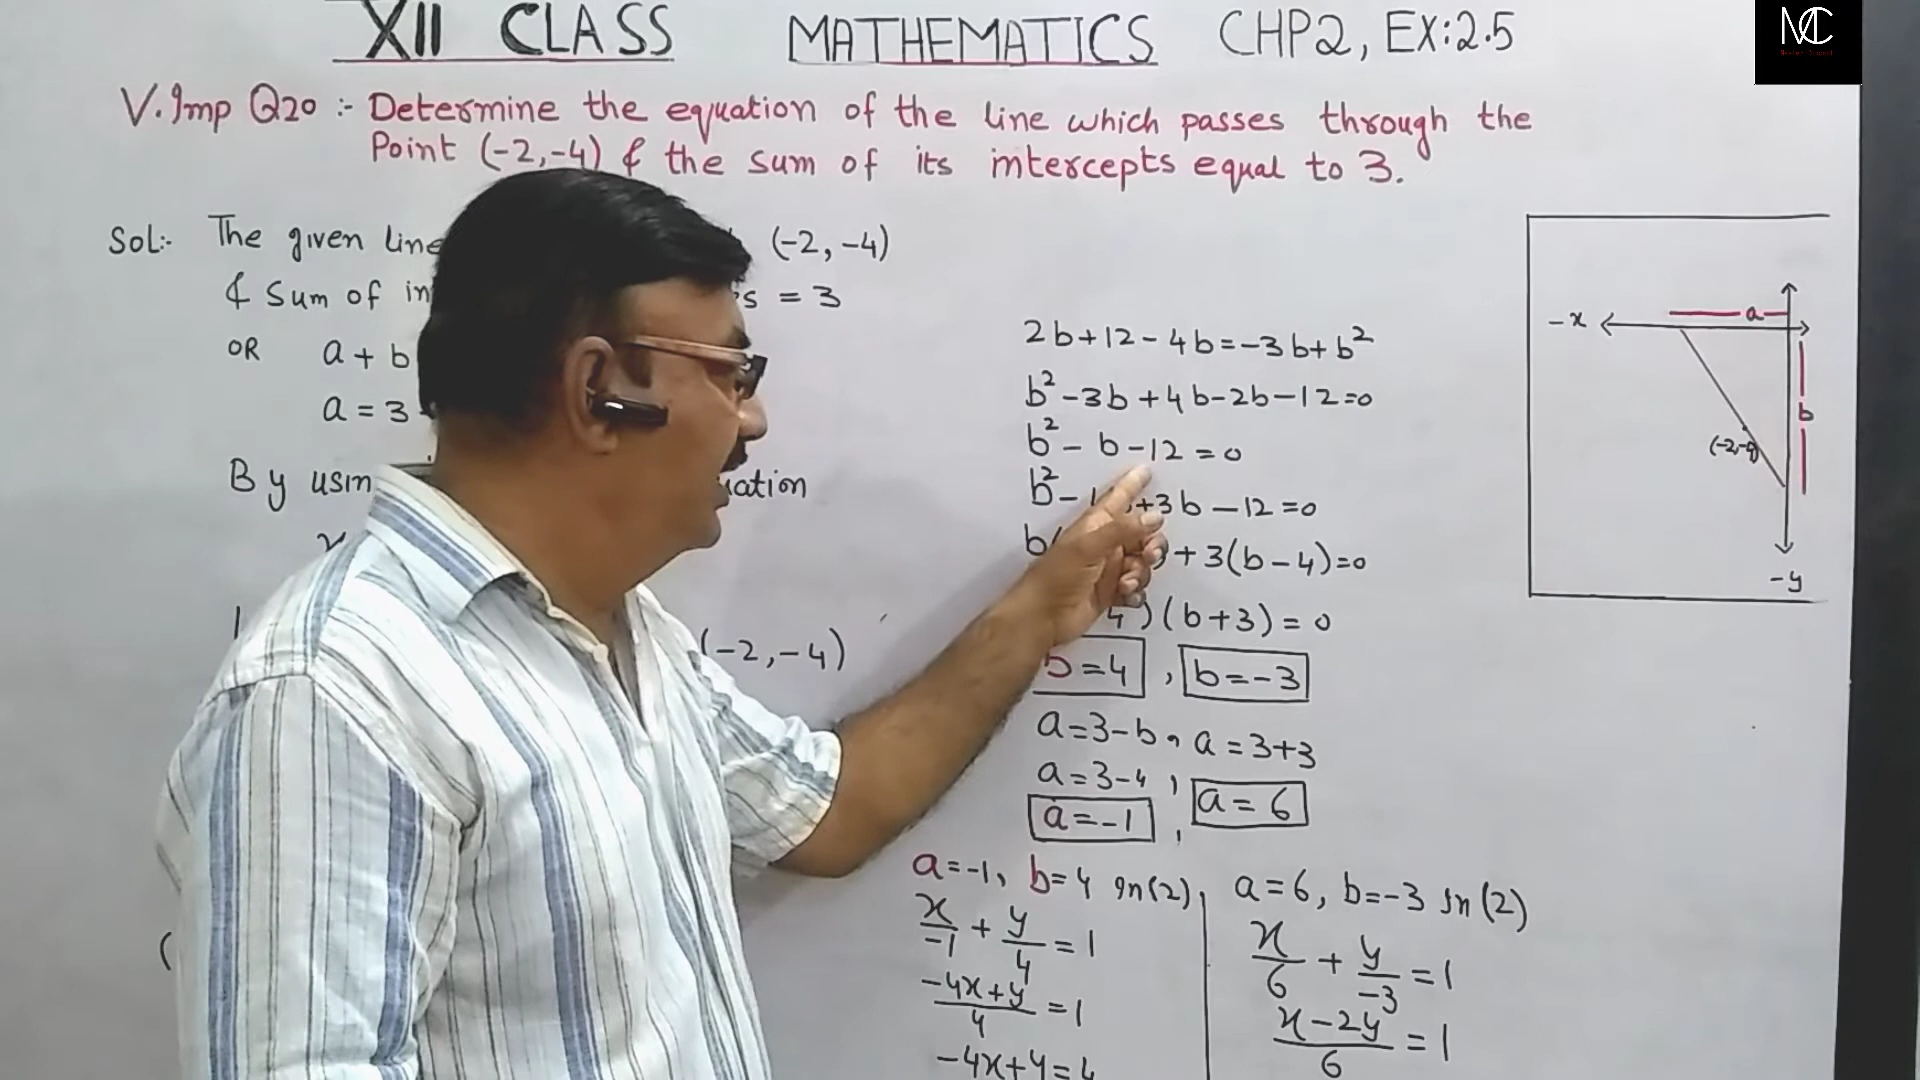 XII CLASS MATHEMATICS CHP2, EX:2.5
MC
V. Imp Q20 :- Determine the equation of the line which passes through the
Point (-2,-4) & the sum of its intercepts equal to 3.
Sol:- The given line (-2,-4)
& Sum of in s = 3
OR a + b
a = 3
By usin uation
x
(-2,-4)
(
2b+12-4b=-3b+b²
b²-3b+4b-2b-12=0
b²-b-12=0
b²- +3b-12=0
b( +3(b-4)=0
4)(b+3)=0
b=4 , b=-3
a=3-b, a=3+3
a=3-4 ,
a=-1 , a=6
a=-1, b=4 in(2),
x/-1 + y/4 = 1
-4x+y/4 = 1
-4x+y=4
a=6, b=-3 in (2)
x/6 + y/-3 = 1
x-2y/6 = 1
-x
a
b
(-2,-4)
-y